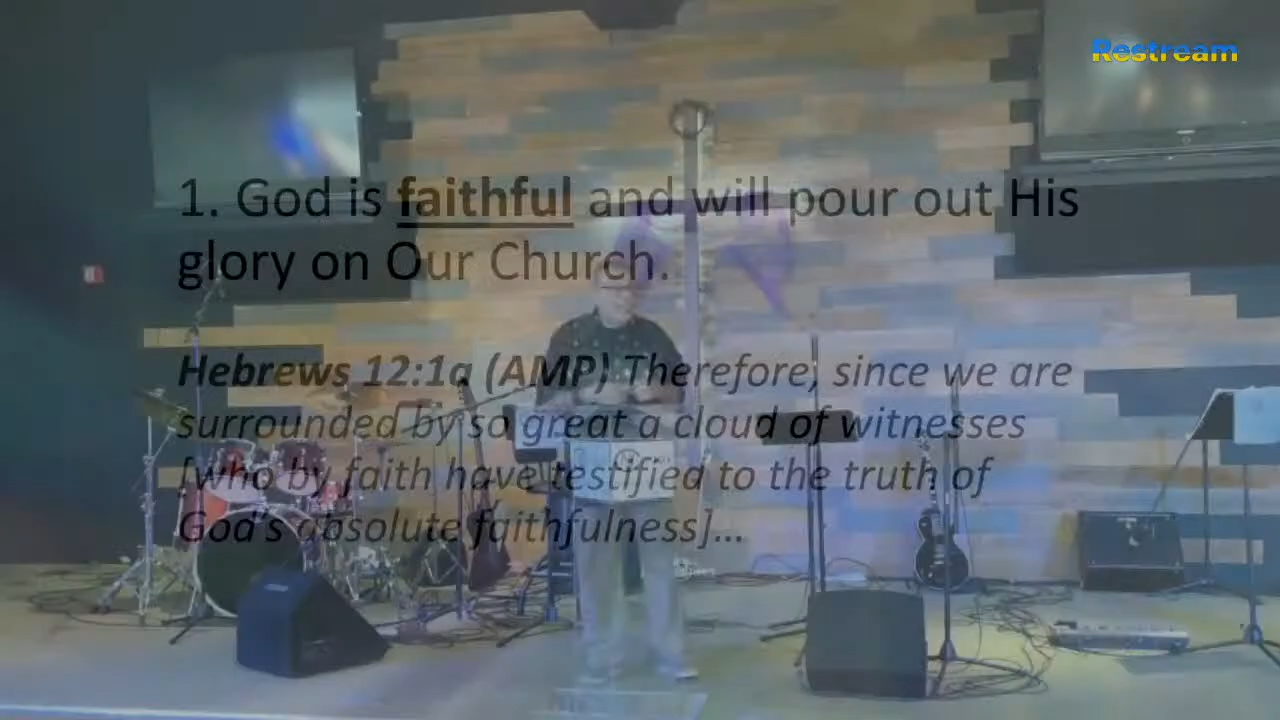 Restream
1. God is faithful and will pour out His
glory on Our Church.
Hebrews 12:1a (AMP) Therefore, since we are
surrounded by so great a cloud of witnesses
[who by faith have testified to the truth of
God's absolute faithfulness]...